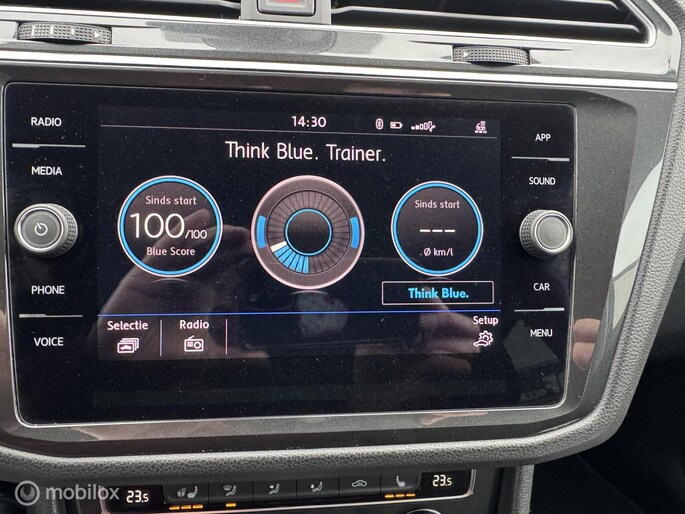 RADIO
MEDIA
PHONE
VOICE
14:30
Think Blue. Trainer.
Sinds start
100/100
Blue Score
Sinds start
---
.Ø km/l
Think Blue.
Selectie
Radio
Setup
APP
SOUND
CAR
MENU
23.5
23.5
mobilox